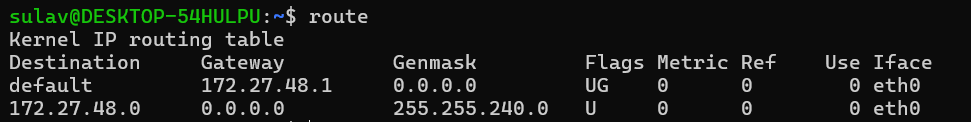 sulav@DESKTOP-54HULPU:~$ route
Kernel IP routing table
Destination     Gateway         Genmask         Flags Metric Ref    Use Iface
default         172.27.48.1     0.0.0.0         UG    0      0        0 eth0
172.27.48.0     0.0.0.0         255.255.240.0   U     0      0        0 eth0